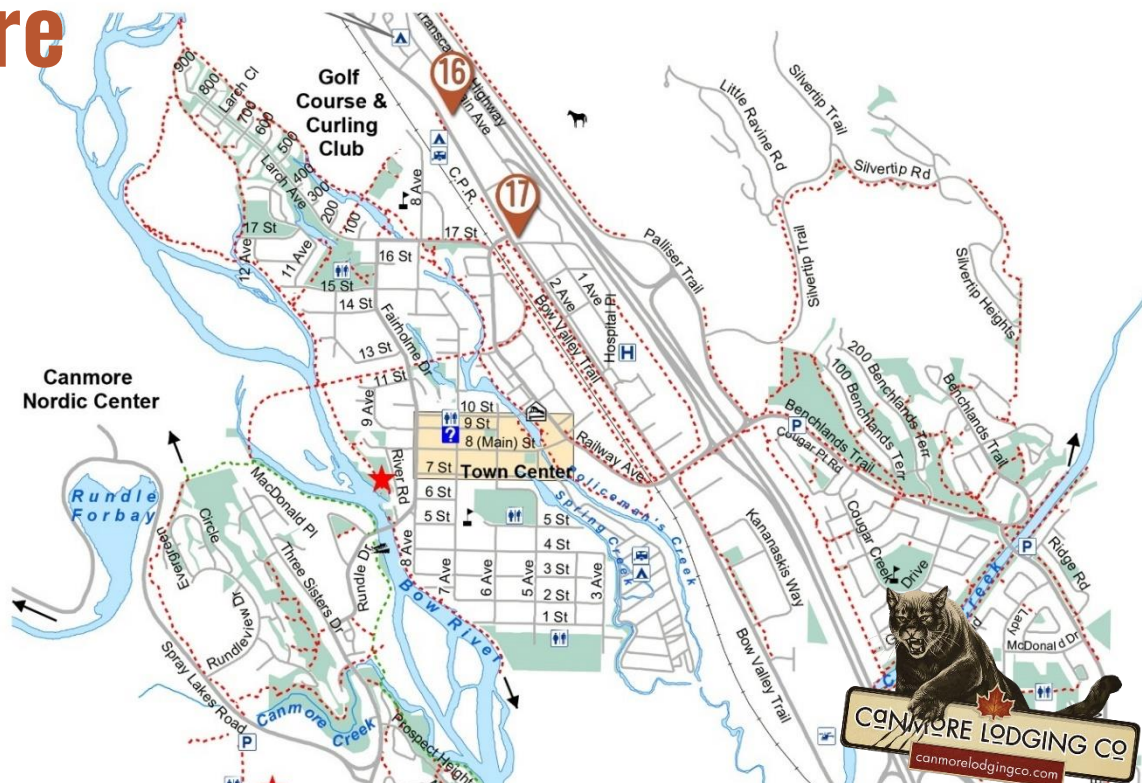 re
Golf
Course &
Curling
Club
16
17
Transca
Highway
ain Ave
C.P.R.
8 Ave
900
800
700
600
500
400
300
200
100
Larch Cl
Larch Ave
17 St
12 Ave
11 Ave
15 St
14 St
16 St
17 St
Fairholme Dr
13 St
11 St
9 Ave
10 St
9 St
?
8 (Main) St
7 St
Town Center
6 St
5 St
5 St
4 St
3 St
2 St
1 St
River Rd
8 Ave
7 Ave
6 Ave
5 Ave
3 Ave
Railway Ave
Policeman's
Creek
Spring Creek
Bow Valley Trail
2 Ave
1 Ave
Hospital Pl
H
Palliser Trail
Little Ravine Rd
Silvertip Trail
Silvertip Rd
Silvertip Trail
Silvertip Heights
P
Benchlands Trail
100 Benchlands Terr
200 Benchlands Terr
Benchlands Trail
Cougar Pt Rd
Cougar Creek
Drive
P
Ridge Rd
Lady
McDonald Dr
Creek
Kananaskis Way
Bow Valley Trail
Canmore
Nordic Center
Rundle
Forbay
Evergreen
Circle
MacDonald Pl
Three Sisters Dr
Rundle Dr
Rundleview Dr
Spray Lakes Road
P
Canmore
Creek
Prospect Heigh
Bow River
CANMORE LODGING CO
canmorelodgingco.com